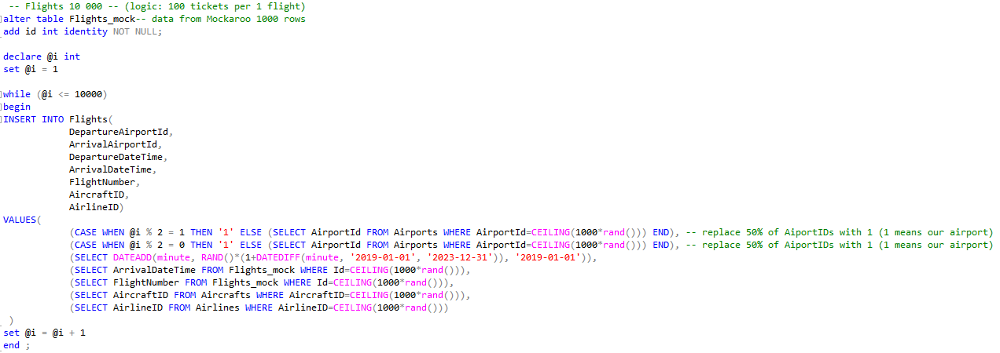 -- Flights 10 000 -- (logic: 100 tickets per 1 flight)
alter table Flights_mock-- data from Mockaroo 1000 rows
add id int identity NOT NULL;
declare @i int
set @i = 1
while (@i <= 10000)
begin
INSERT INTO Flights(
DepartureAirportId,
ArrivalAirportId,
DepartureDateTime,
ArrivalDateTime,
FlightNumber,
AircraftID,
AirlineID)
VALUES(
(CASE WHEN @i % 2 = 1 THEN '1' ELSE (SELECT AirportId FROM Airports WHERE AirportId=CEILING(1000*rand())) END), -- replace 50% of AiportIDs with 1 (1 means our airport)
(CASE WHEN @i % 2 = 0 THEN '1' ELSE (SELECT AirportId FROM Airports WHERE AirportId=CEILING(1000*rand())) END), -- replace 50% of AiportIDs with 1 (1 means our airport)
(SELECT DATEADD(minute, RAND()*(1+DATEDIFF(minute, '2019-01-01', '2023-12-31')), '2019-01-01')),
(SELECT ArrivalDateTime FROM Flights_mock WHERE Id=CEILING(1000*rand())),
(SELECT FlightNumber FROM Flights_mock WHERE Id=CEILING(1000*rand())),
(SELECT AircraftID FROM Aircrafts WHERE AircraftID=CEILING(1000*rand())),
(SELECT AirlineID FROM Airlines WHERE AirlineID=CEILING(1000*rand()))
)
set @i = @i + 1
end ;